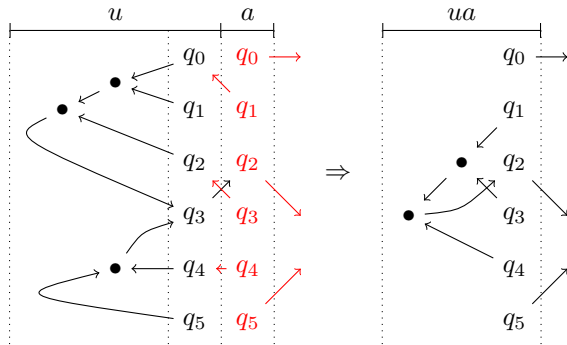 u a ⇒ ua
q₀ q₀ q₀
q₁ q₁ q₁
q₂ q₂ q₂
q₃ q₃ q₃
q₄ q₄ q₄
q₅ q₅ q₅